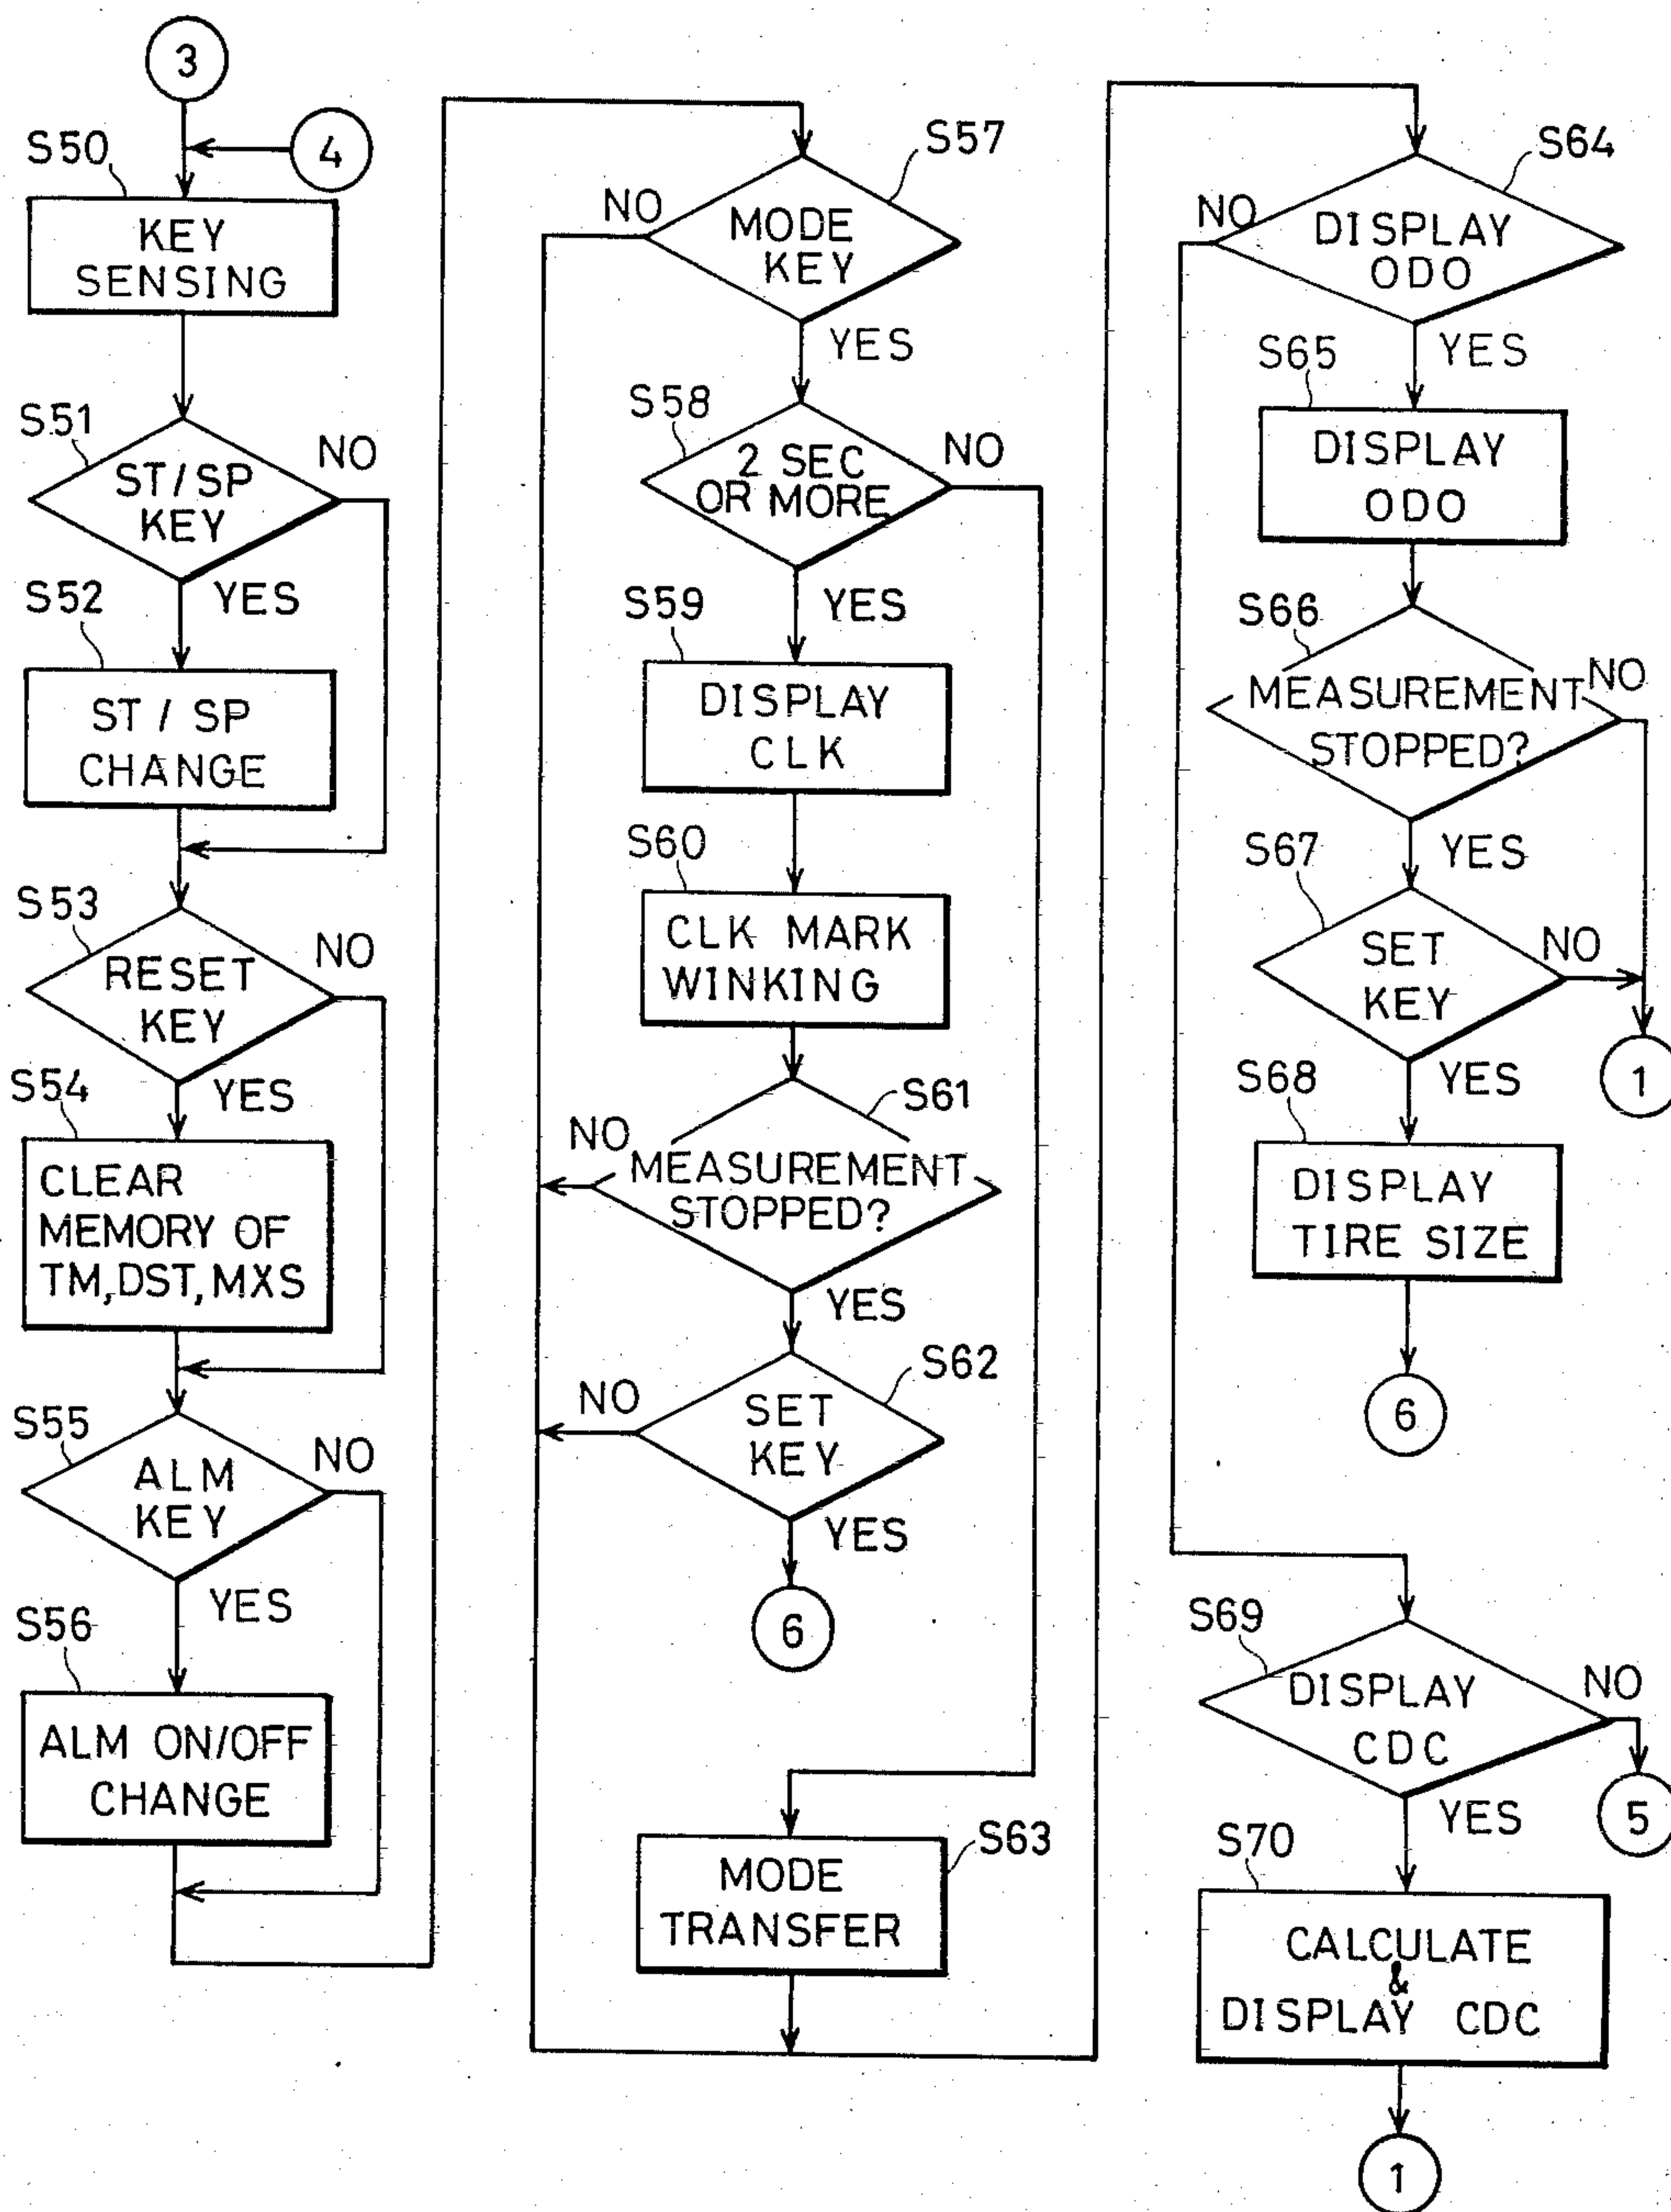 3
4
S50
KEY
SENSING
S51
ST/SP
KEY
NO
YES
S52
ST / SP
CHANGE
S53
RESET
KEY
NO
YES
S54
CLEAR
MEMORY OF
TM,DST,MXS
S55
ALM
KEY
NO
YES
S56
ALM ON/OFF
CHANGE
S57
NO
MODE
KEY
YES
S58
2 SEC
OR MORE
NO
YES
S59
DISPLAY
CLK
S60
CLK MARK
WINKING
S61
NO
MEASUREMENT
STOPPED?
YES
S62
NO
SET
KEY
YES
6
S63
MODE
TRANSFER
S64
NO
DISPLAY
ODO
YES
S65
DISPLAY
ODO
S66
NO
MEASUREMENT
STOPPED?
YES
S67
SET
KEY
NO
YES
1
S68
DISPLAY
TIRE SIZE
6
S69
DISPLAY
CDC
NO
YES
5
S70
CALCULATE
&
DISPLAY CDC
1